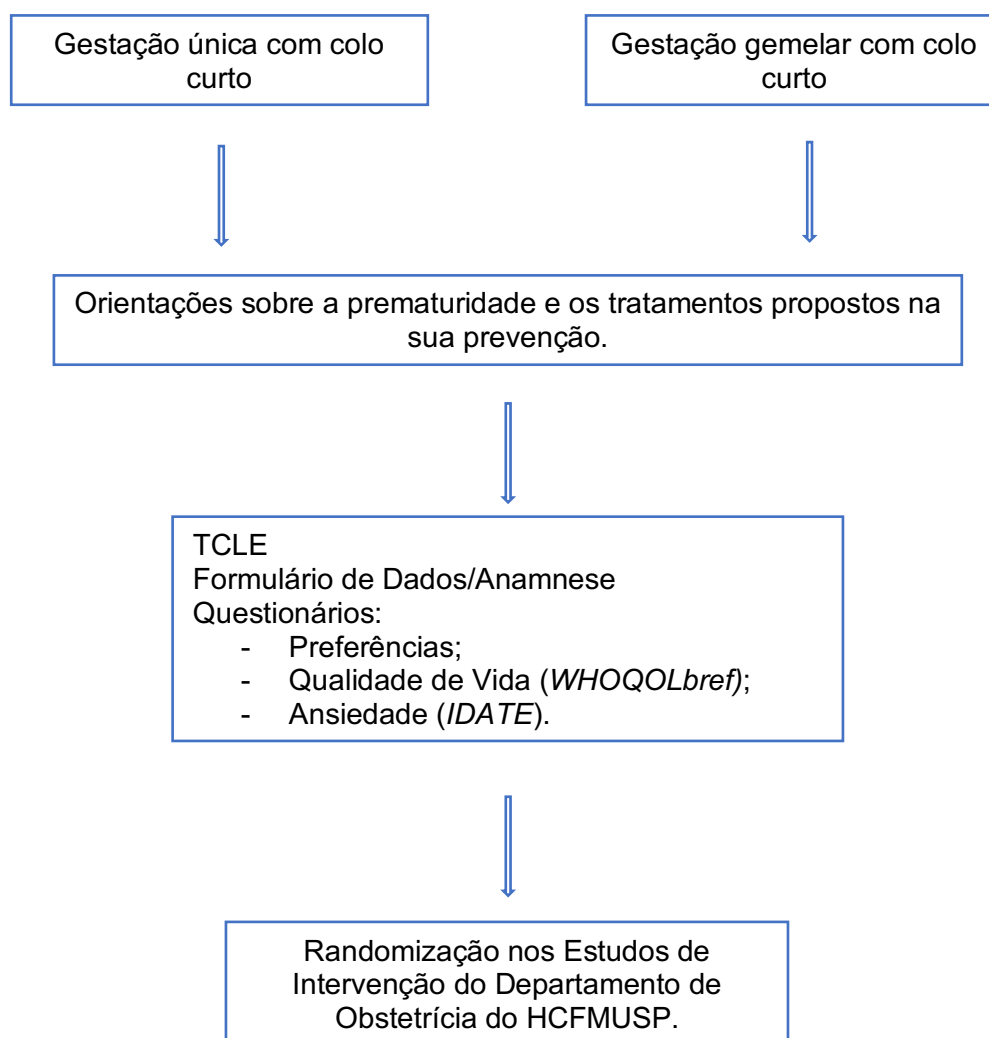 Gestação única com colo
curto
Gestação gemelar com colo
curto
Orientações sobre a prematuridade e os tratamentos propostos na
sua prevenção.
TCLE
Formulário de Dados/Anamnese
Questionários:
- Preferências;
- Qualidade de Vida (WHOQOLbref);
- Ansiedade (IDATE).
Randomização nos Estudos de
Intervenção do Departamento de
Obstetrícia do HCFMUSP.